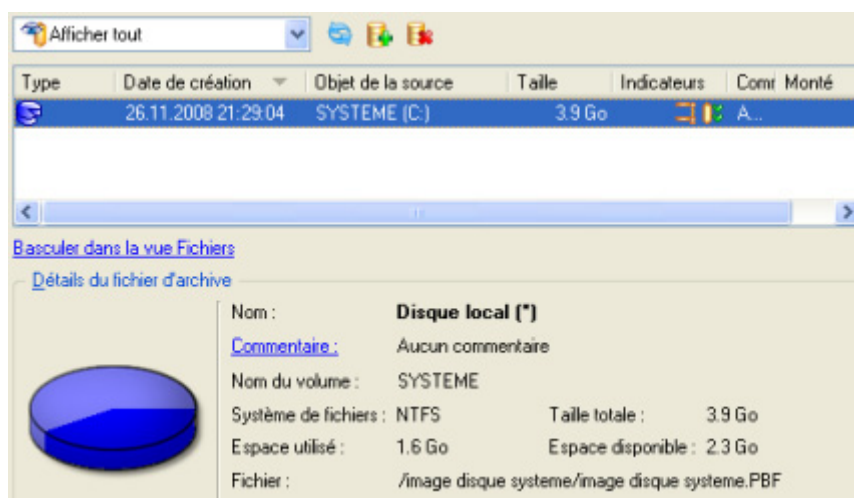 Afficher tout
Type Date de création Objet de la source Taille Indicateurs Comr Monté
26.11.2008 21:29:04 SYSTEME (C:) 3.9 Go A...
Basculer dans la vue Fichiers
Détails du fichier d'archive
Nom : Disque local (*)
Commentaire : Aucun commentaire
Nom du volume : SYSTEME
Système de fichiers : NTFS Taille totale : 3.9 Go
Espace utilisé : 1.6 Go Espace disponible : 2.3 Go
Fichier : /image disque systeme/image disque systeme.PBF